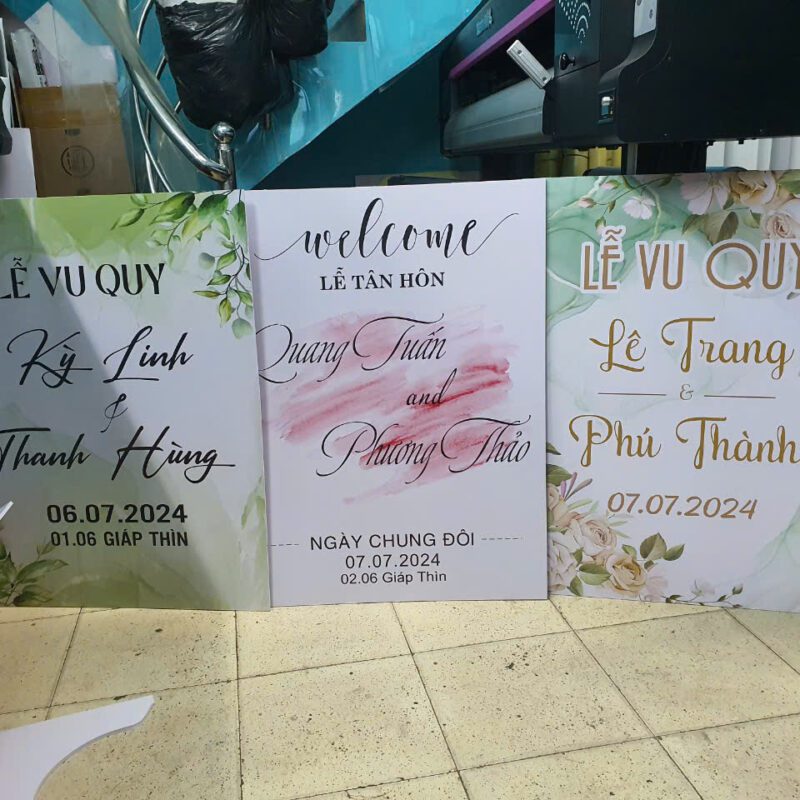 LỄ VU QUY
Kỳ Linh
&
Thanh Hùng
06.07.2024
01.06 GIÁP THÌN
welcome
LỄ TÂN HÔN
Quang Tuấn
and
Phương Thảo
NGÀY CHUNG ĐÔI
07.07.2024
02.06 Giáp Thìn
LỄ VU QUY
Lê Trang
&
Phú Thành
07.07.2024